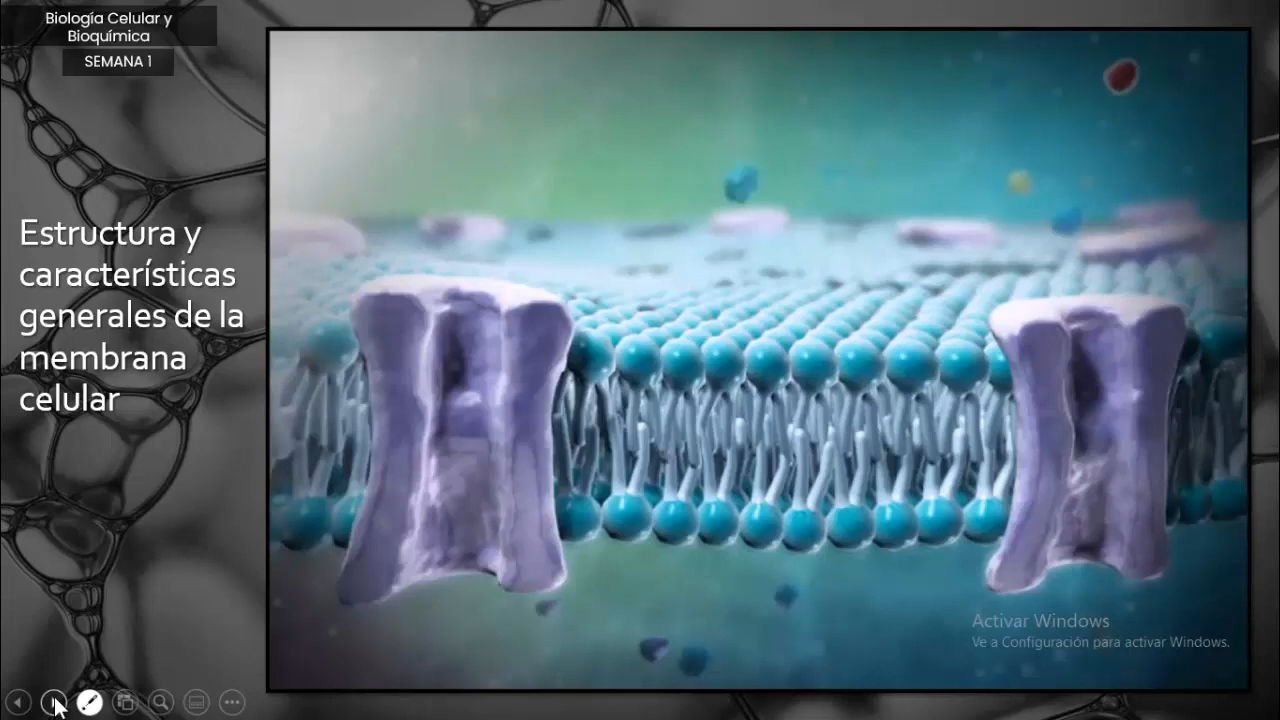 Biología Celular y
Bioquímica
SEMANA 1
Estructura y
características
generales de la
membrana
celular
Activar Windows
Ve a Configuración para activar Windows.